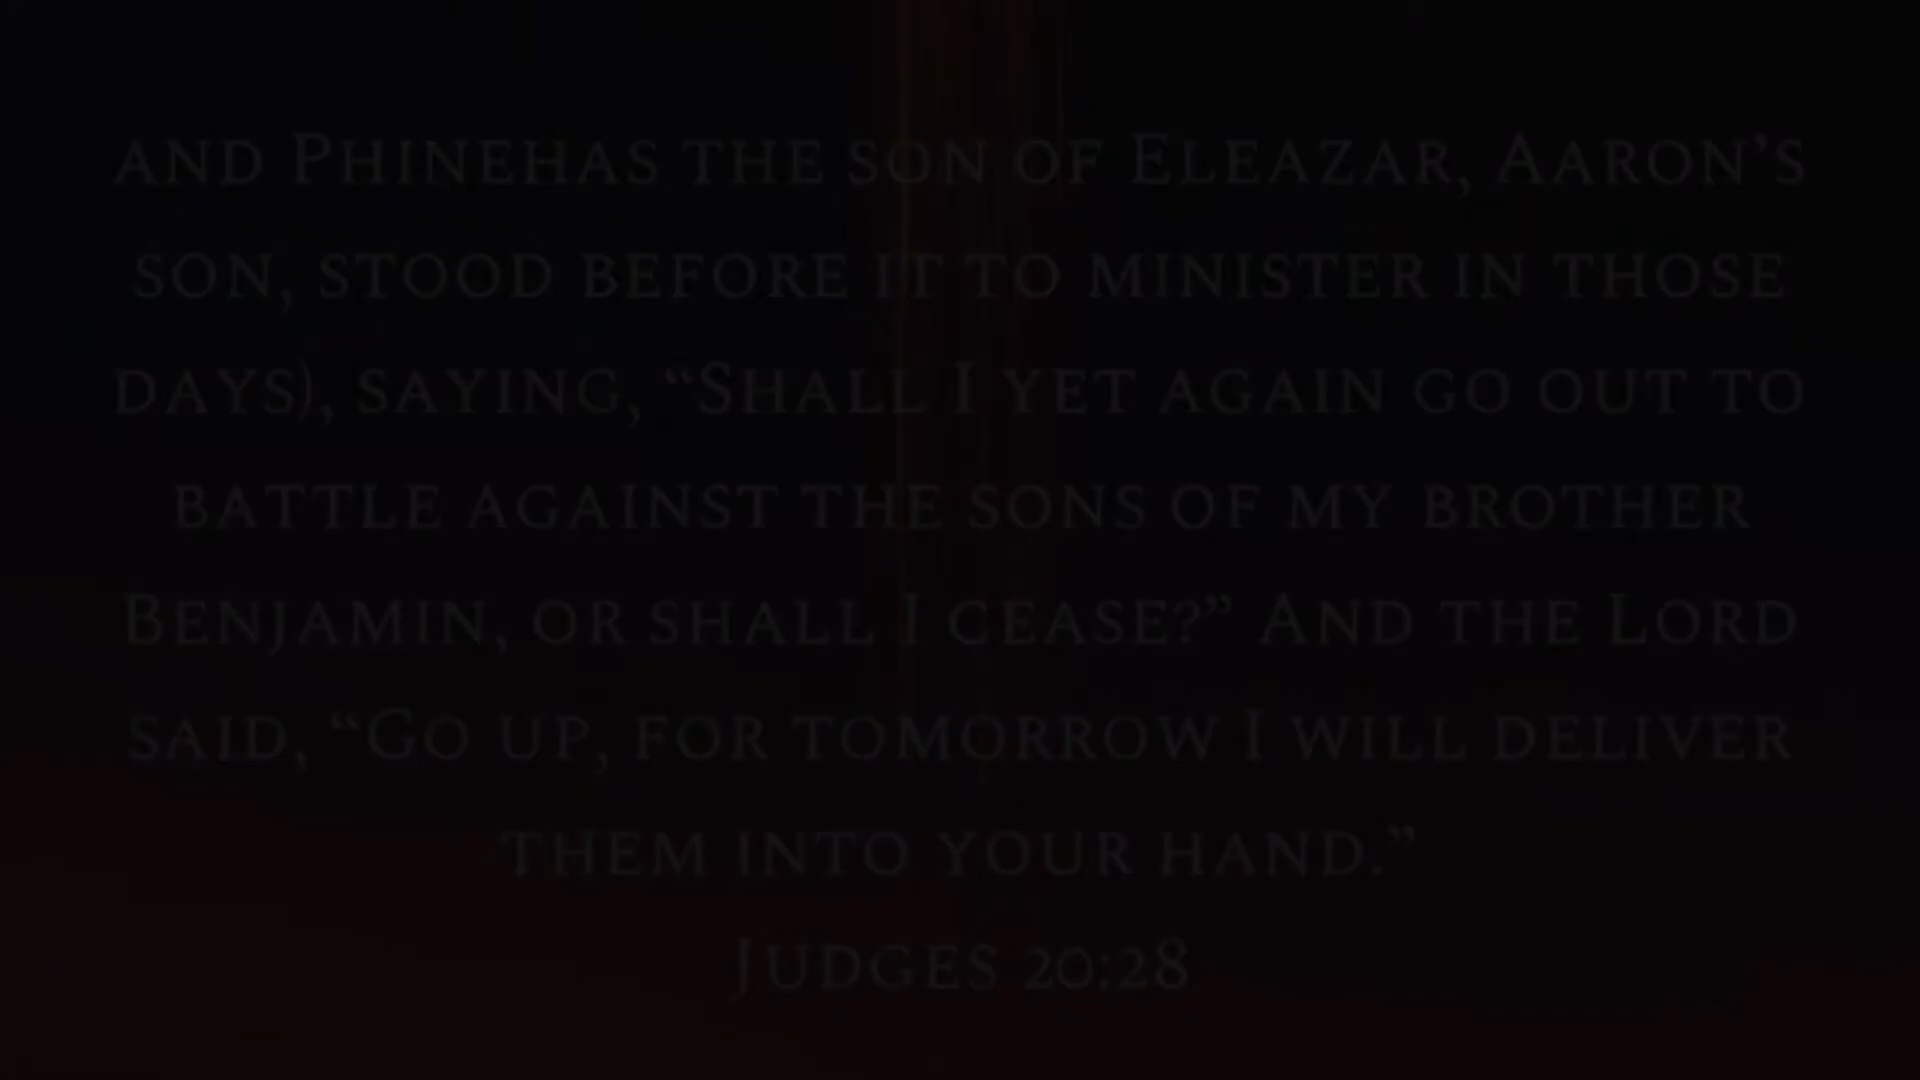 and Phinehas the son of Eleazar, Aaron’s
son, stood before it to minister in those
days), saying, “Shall I yet again go out to
battle against the sons of my brother
Benjamin, or shall I cease?” And the Lord
said, “Go up, for tomorrow I will deliver
them into your hand.”
Judges 20:28